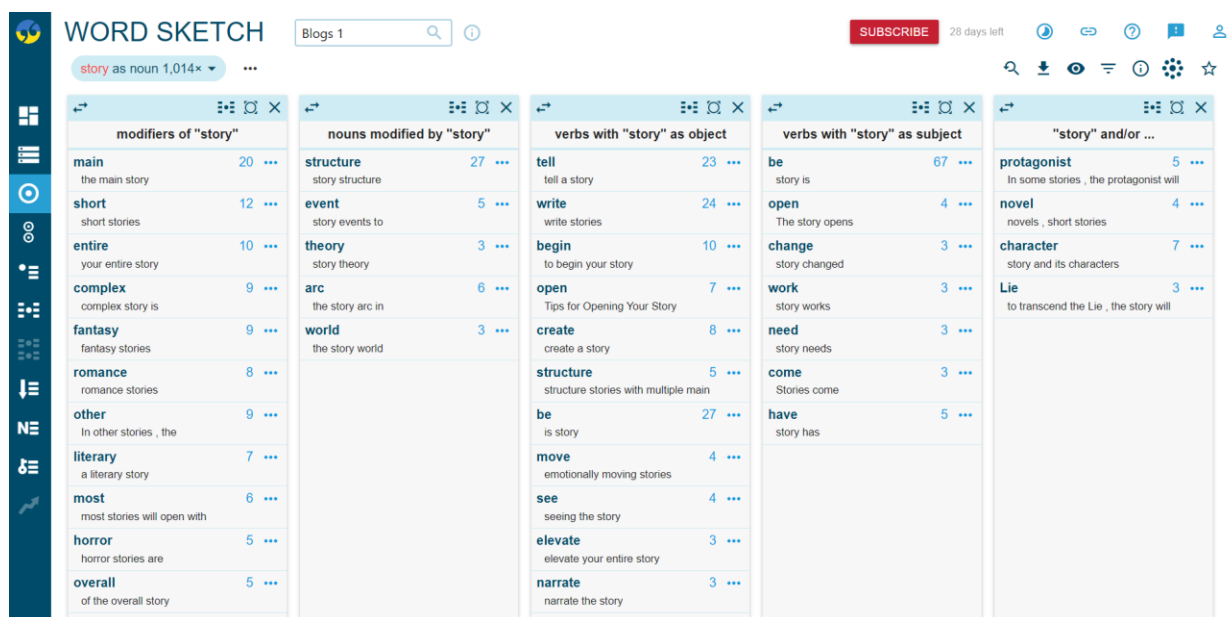 WORD SKETCH
Blogs 1
SUBSCRIBE 28 days left
story as noun 1,014×
modifiers of "story"
main 20
the main story
short 12
short stories
entire 10
your entire story
complex 9
complex story is
fantasy 9
fantasy stories
romance 8
romance stories
other 9
In other stories , the
literary 7
a literary story
most 6
most stories will open with
horror 5
horror stories are
overall 5
of the overall story
nouns modified by "story"
structure 27
story structure
event 5
story events to
theory 3
story theory
arc 6
the story arc in
world 3
the story world
verbs with "story" as object
tell 23
tell a story
write 24
write stories
begin 10
to begin your story
open 7
Tips for Opening Your Story
create 8
create a story
structure 5
structure stories with multiple main
be 27
is story
move 4
emotionally moving stories
see 4
seeing the story
elevate 3
elevate your entire story
narrate 3
narrate the story
verbs with "story" as subject
be 67
story is
open 4
The story opens
change 3
story changed
work 3
story works
need 3
story needs
come 3
Stories come
have 5
story has
"story" and/or ...
protagonist 5
In some stories , the protagonist will
novel 4
novels , short stories
character 7
story and its characters
Lie 3
to transcend the Lie , the story will